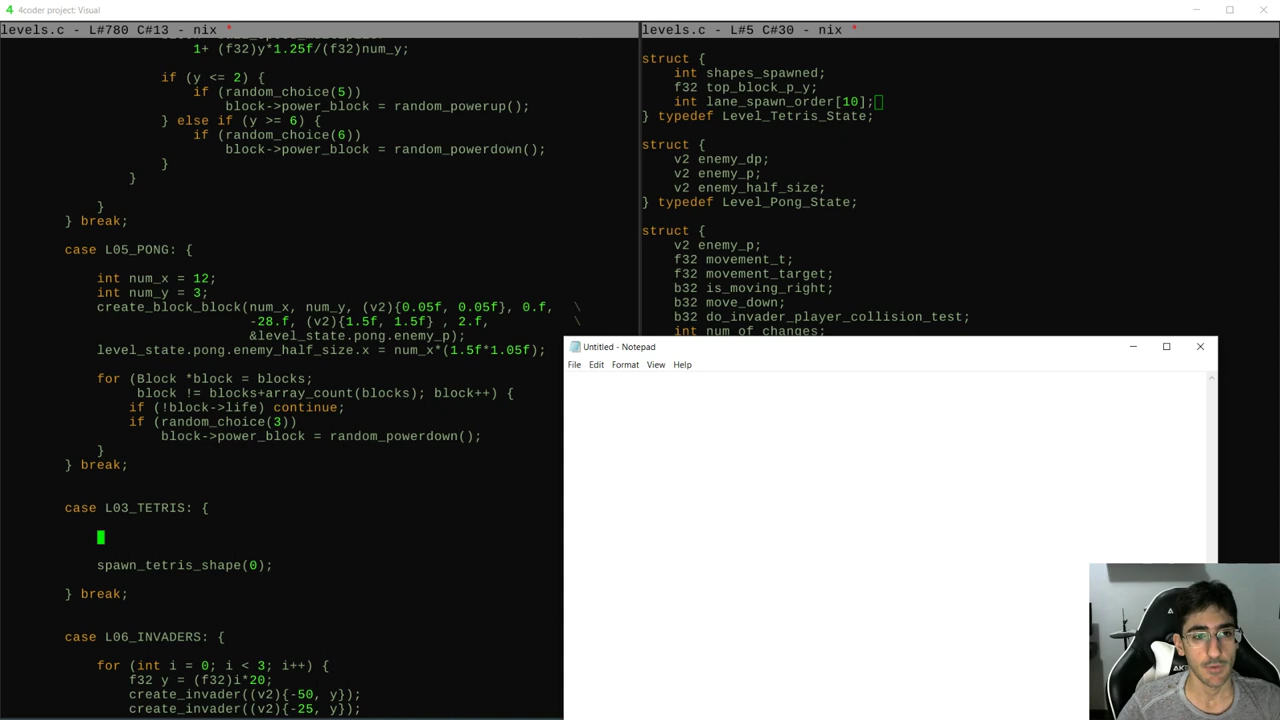 4 4coder project: Visual
levels.c - L#780 C#13 - nix *
1+ (f32)y*1.25f/(f32)num_y;
if (y <= 2) {
if (random_choice(5))
block->power_block = random_powerup();
} else if (y >= 6) {
if (random_choice(6))
block->power_block = random_powerdown();
}
}
}
} break;
case L05_PONG: {
int num_x = 12;
int num_y = 3;
create_block_block(num_x, num_y, (v2){0.05f, 0.05f}, 0.f, \
-28.f, (v2){1.5f, 1.5f} , 2.f, \
&level_state.pong.enemy_p);
level_state.pong.enemy_half_size.x = num_x*(1.5f*1.05f);
for (Block *block = blocks;
block != blocks+array_count(blocks); block++) {
if (!block->life) continue;
if (random_choice(3))
block->power_block = random_powerdown();
}
} break;
case L03_TETRIS: {
spawn_tetris_shape(0);
} break;
case L06_INVADERS: {
for (int i = 0; i < 3; i++) {
f32 y = (f32)i*20;
create_invader((v2){-50, y});
create_invader((v2){-25, y});
levels.c - L#5 C#30 - nix *
struct {
int shapes_spawned;
f32 top_block_p_y;
int lane_spawn_order[10];
} typedef Level_Tetris_State;
struct {
v2 enemy_dp;
v2 enemy_p;
v2 enemy_half_size;
} typedef Level_Pong_State;
struct {
v2 enemy_p;
f32 movement_t;
f32 movement_target;
b32 is_moving_right;
b32 move_down;
b32 do_invader_player_collision_test;
int num_of_changes;
Untitled - Notepad
File Edit Format View Help